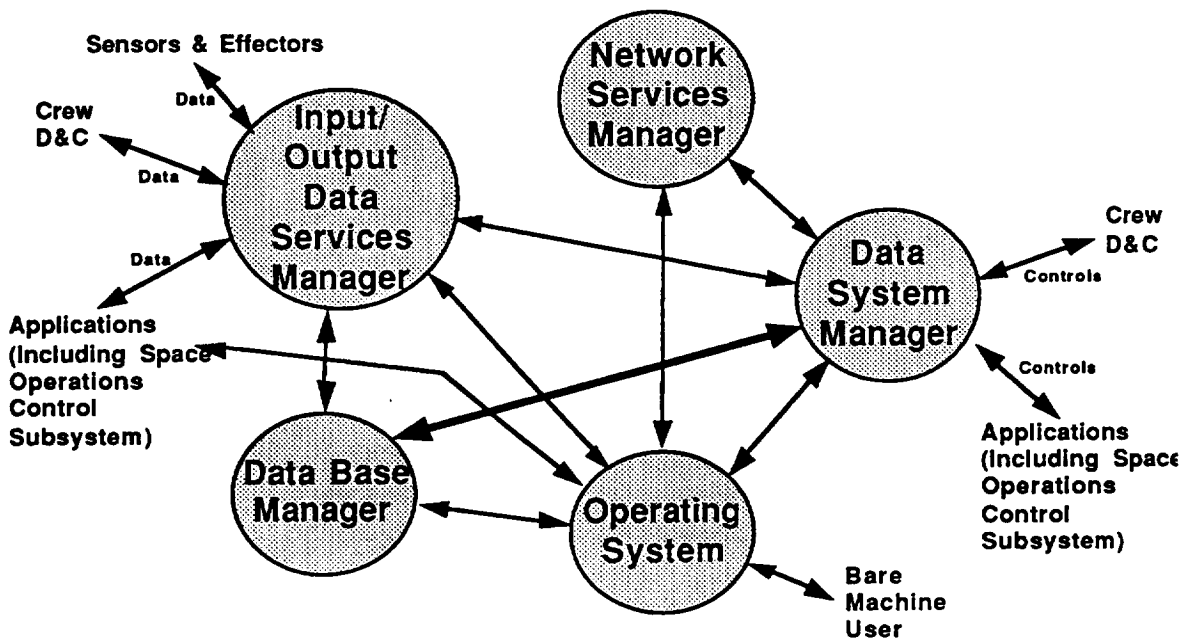 Sensors & Effectors
Data
Crew
D&C
Data
Data
Input/
Output
Data
Services
Manager
Network
Services
Manager
Data
System
Manager
Crew
D&C
Controls
Controls
Applications
(Including Space
Operations
Control
Subsystem)
Data Base
Manager
Operating
System
Applications
(Including Space
Operations
Control
Subsystem)
Bare
Machine
User